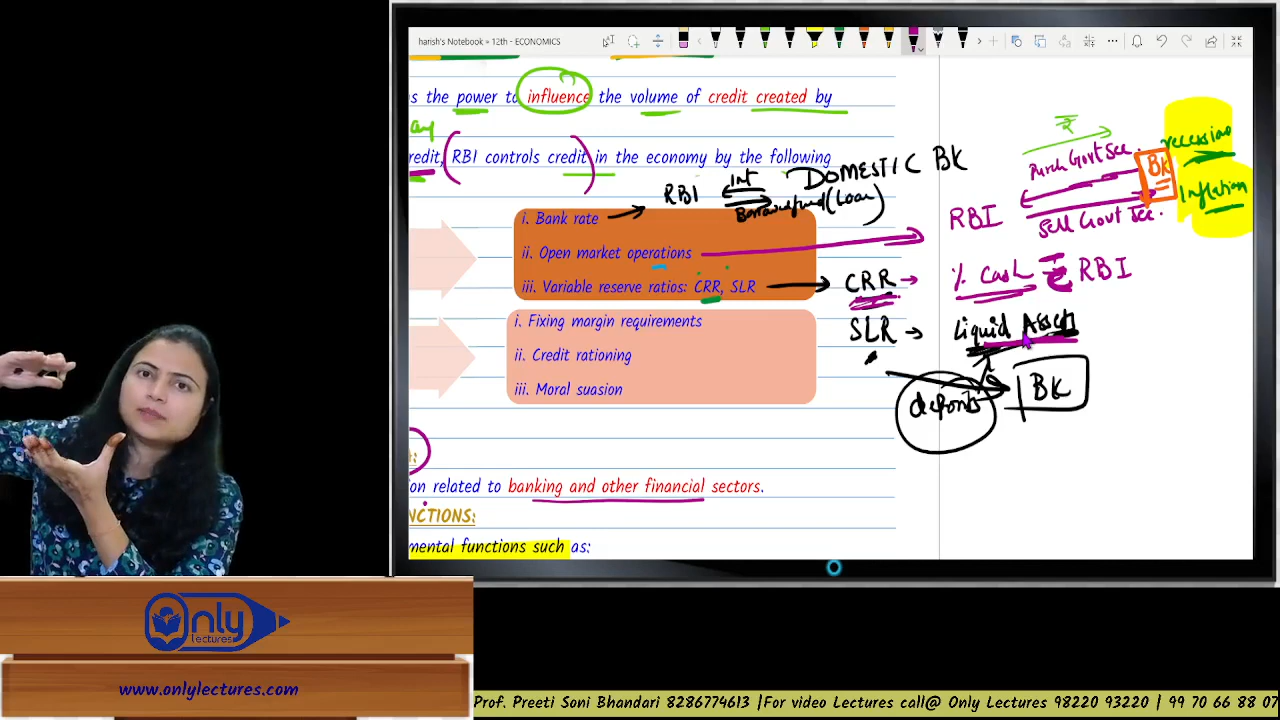 harish's Notebook » 12th - ECONOMICS
s the power to influence the volume of credit created by
ay
redit, RBI controls credit in the economy by the following
DOMESTIC BK
RBI
Int
Borrow fund (Loan)
i. Bank rate
ii. Open market operations
iii. Variable reserve ratios: CRR, SLR
₹
Purch Govt Sec.
RBI
Sell Govt Sec.
Bk
recession
Inflation
CRR → % Cash RBI
SLR → Liquid Assets
deposits
BK
i. Fixing margin requirements
ii. Credit rationing
iii. Moral suasion
on related to banking and other financial sectors.
NCTIONS:
mental functions such as:
Only
lectures
www.onlylectures.com
Prof. Preeti Soni Bhandari 8286774613 |For video Lectures call@ Only Lectures 98220 93220 | 99 70 66 88 07